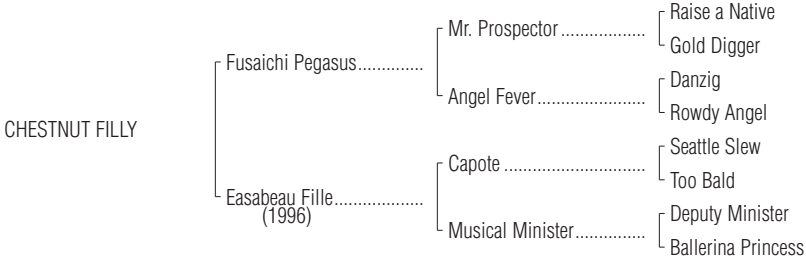 Raise a Native
Mr. Prospector...................
Gold Digger
Fusaichi Pegasus..............
Danzig
Angel Fever.......................
Rowdy Angel
CHESTNUT FILLY
Seattle Slew
Capote ..............................
Too Bald
Easabeau Fille...................
(1996)
Deputy Minister
Musical Minister...............
Ballerina Princess